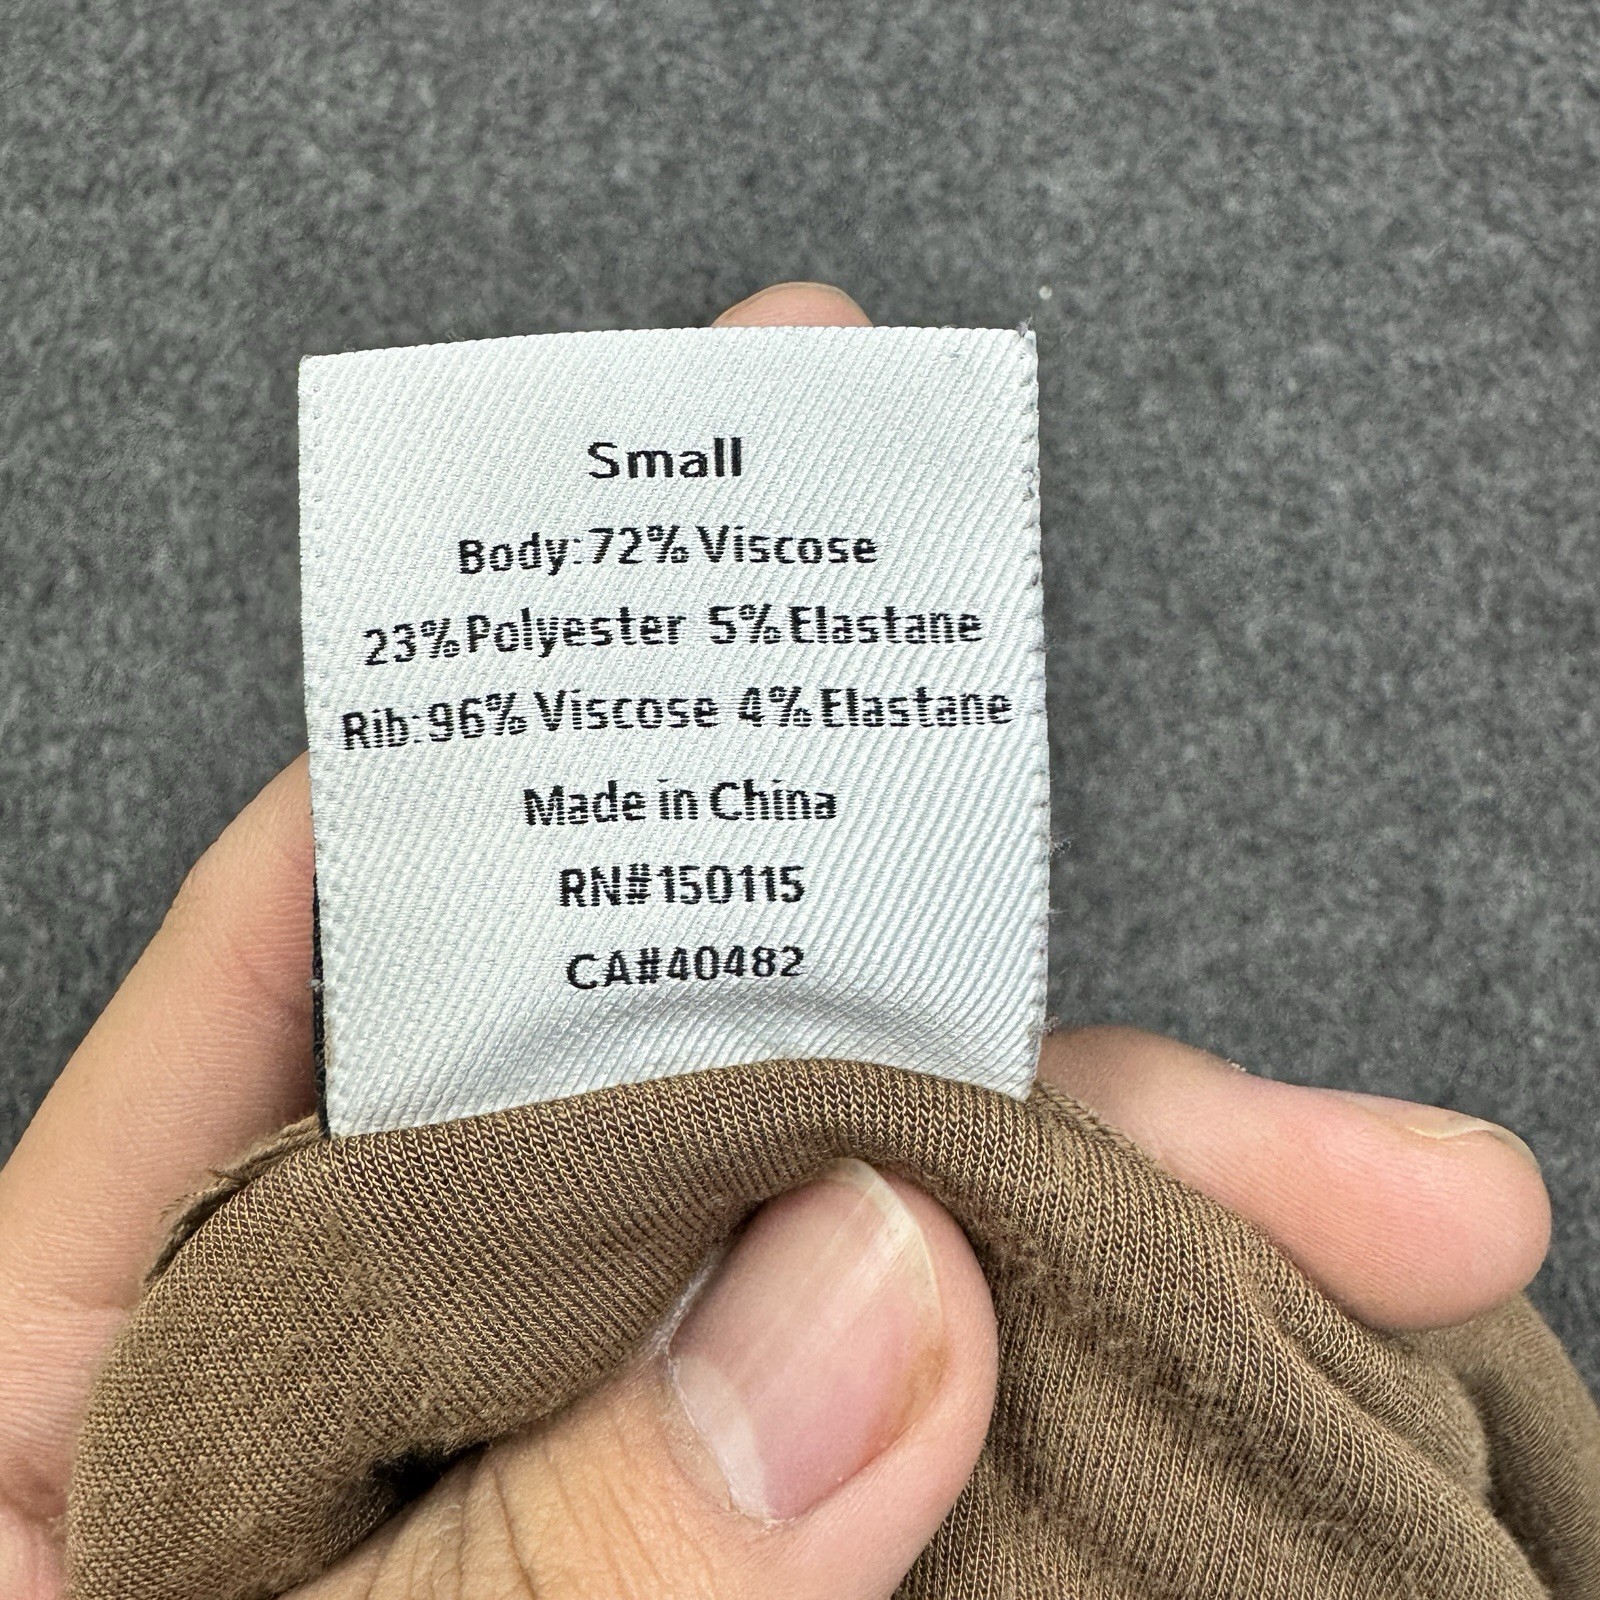 Small
Body:72% Viscose
23% Polyester 5% Elastane
Rib:96% Viscose 4% Elastane
Made in China
RN#150115
CA#40482